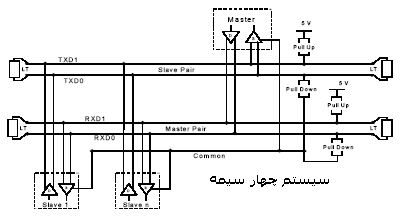 Master
D
R
5 V
TXD1
Pull Up
LT
Slave Pair
LT
TXD0
Pull Down
5 V
Pull Up
RXD1
LT
Master Pair
LT
RXD0
Pull Down
Common
سیستم چهار سیمه
Slave 1
Slave n